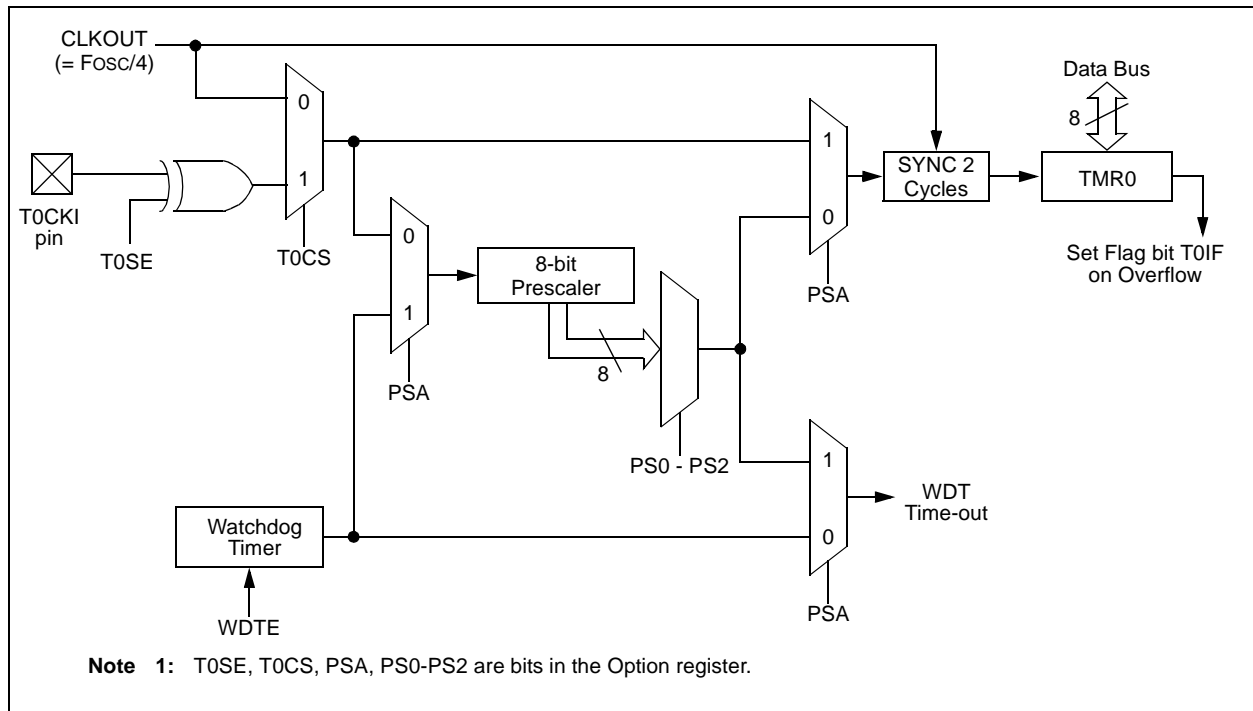 CLKOUT
(= FOSC/4)
Data Bus
8
0
1
T0CKI
pin
T0SE
T0CS
1
0
PSA
SYNC 2
Cycles
TMR0
Set Flag bit T0IF
on Overflow
0
1
PSA
8-bit
Prescaler
8
PS0 - PS2
1
0
PSA
WDT
Time-out
Watchdog
Timer
WDTE
Note 1: T0SE, T0CS, PSA, PS0-PS2 are bits in the Option register.